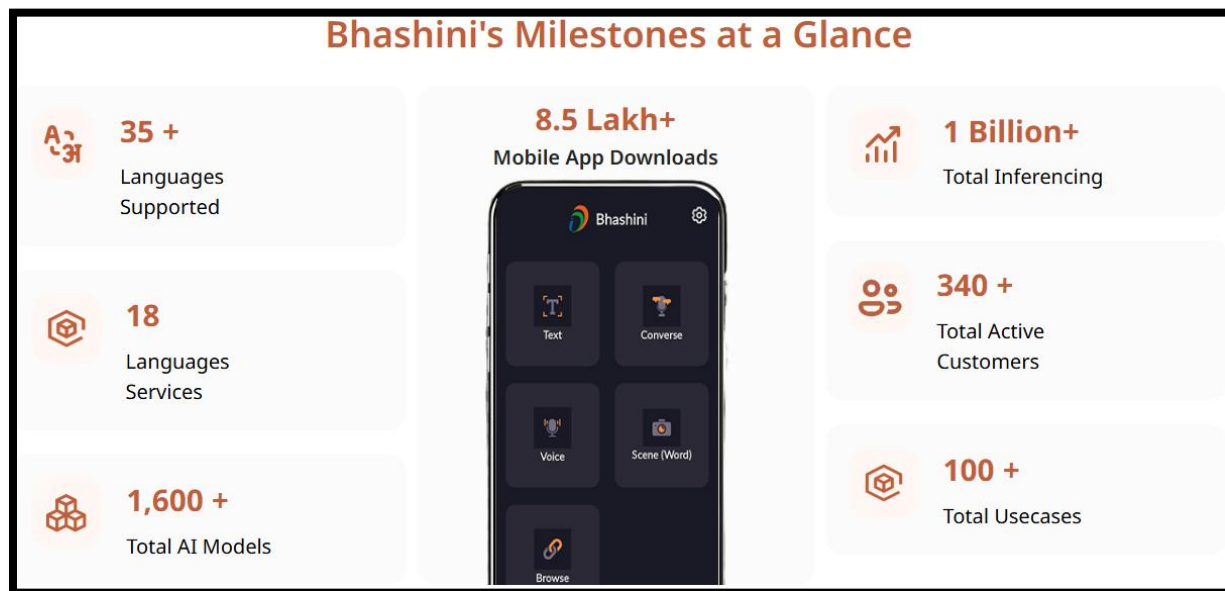 Bhashini's Milestones at a Glance
35 +
Languages
Supported
18
Languages
Services
1,600 +
Total AI Models
8.5 Lakh+
Mobile App Downloads
Bhashini
Text
Converse
Voice
Scene (Word)
Browse
1 Billion+
Total Inferencing
340 +
Total Active
Customers
100 +
Total Usecases